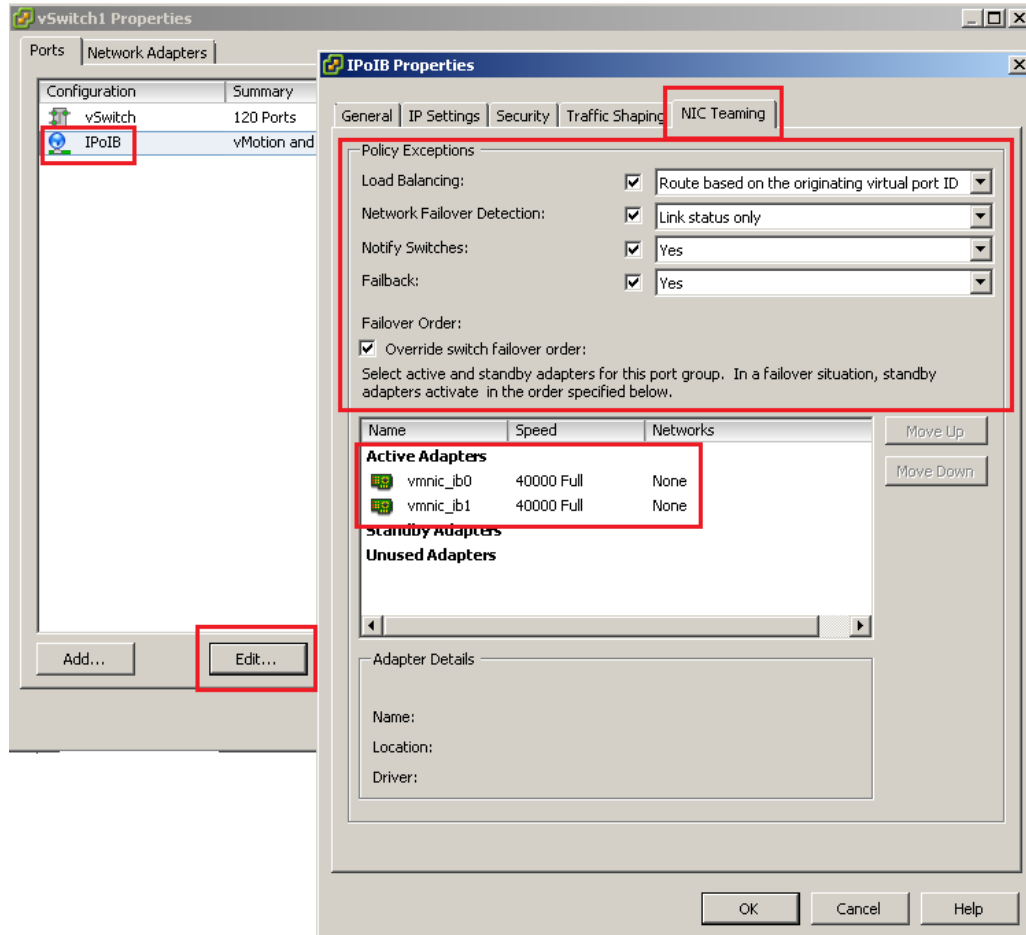 vSwitch1 Properties
Ports Network Adapters
Configuration Summary
vSwitch 120 Ports
IPoIB vMotion and
Add... Edit...
IPoIB Properties
General IP Settings Security Traffic Shaping NIC Teaming
Policy Exceptions
Load Balancing: Route based on the originating virtual port ID
Network Failover Detection: Link status only
Notify Switches: Yes
Failback: Yes
Failover Order:
Override switch failover order:
Select active and standby adapters for this port group. In a failover situation, standby
adapters activate in the order specified below.
Name Speed Networks
Move Up
Active Adapters
Move Down
vmnic_ib0 40000 Full None
vmnic_ib1 40000 Full None
Standby Adapters
Unused Adapters
Adapter Details
Name:
Location:
Driver:
OK Cancel Help